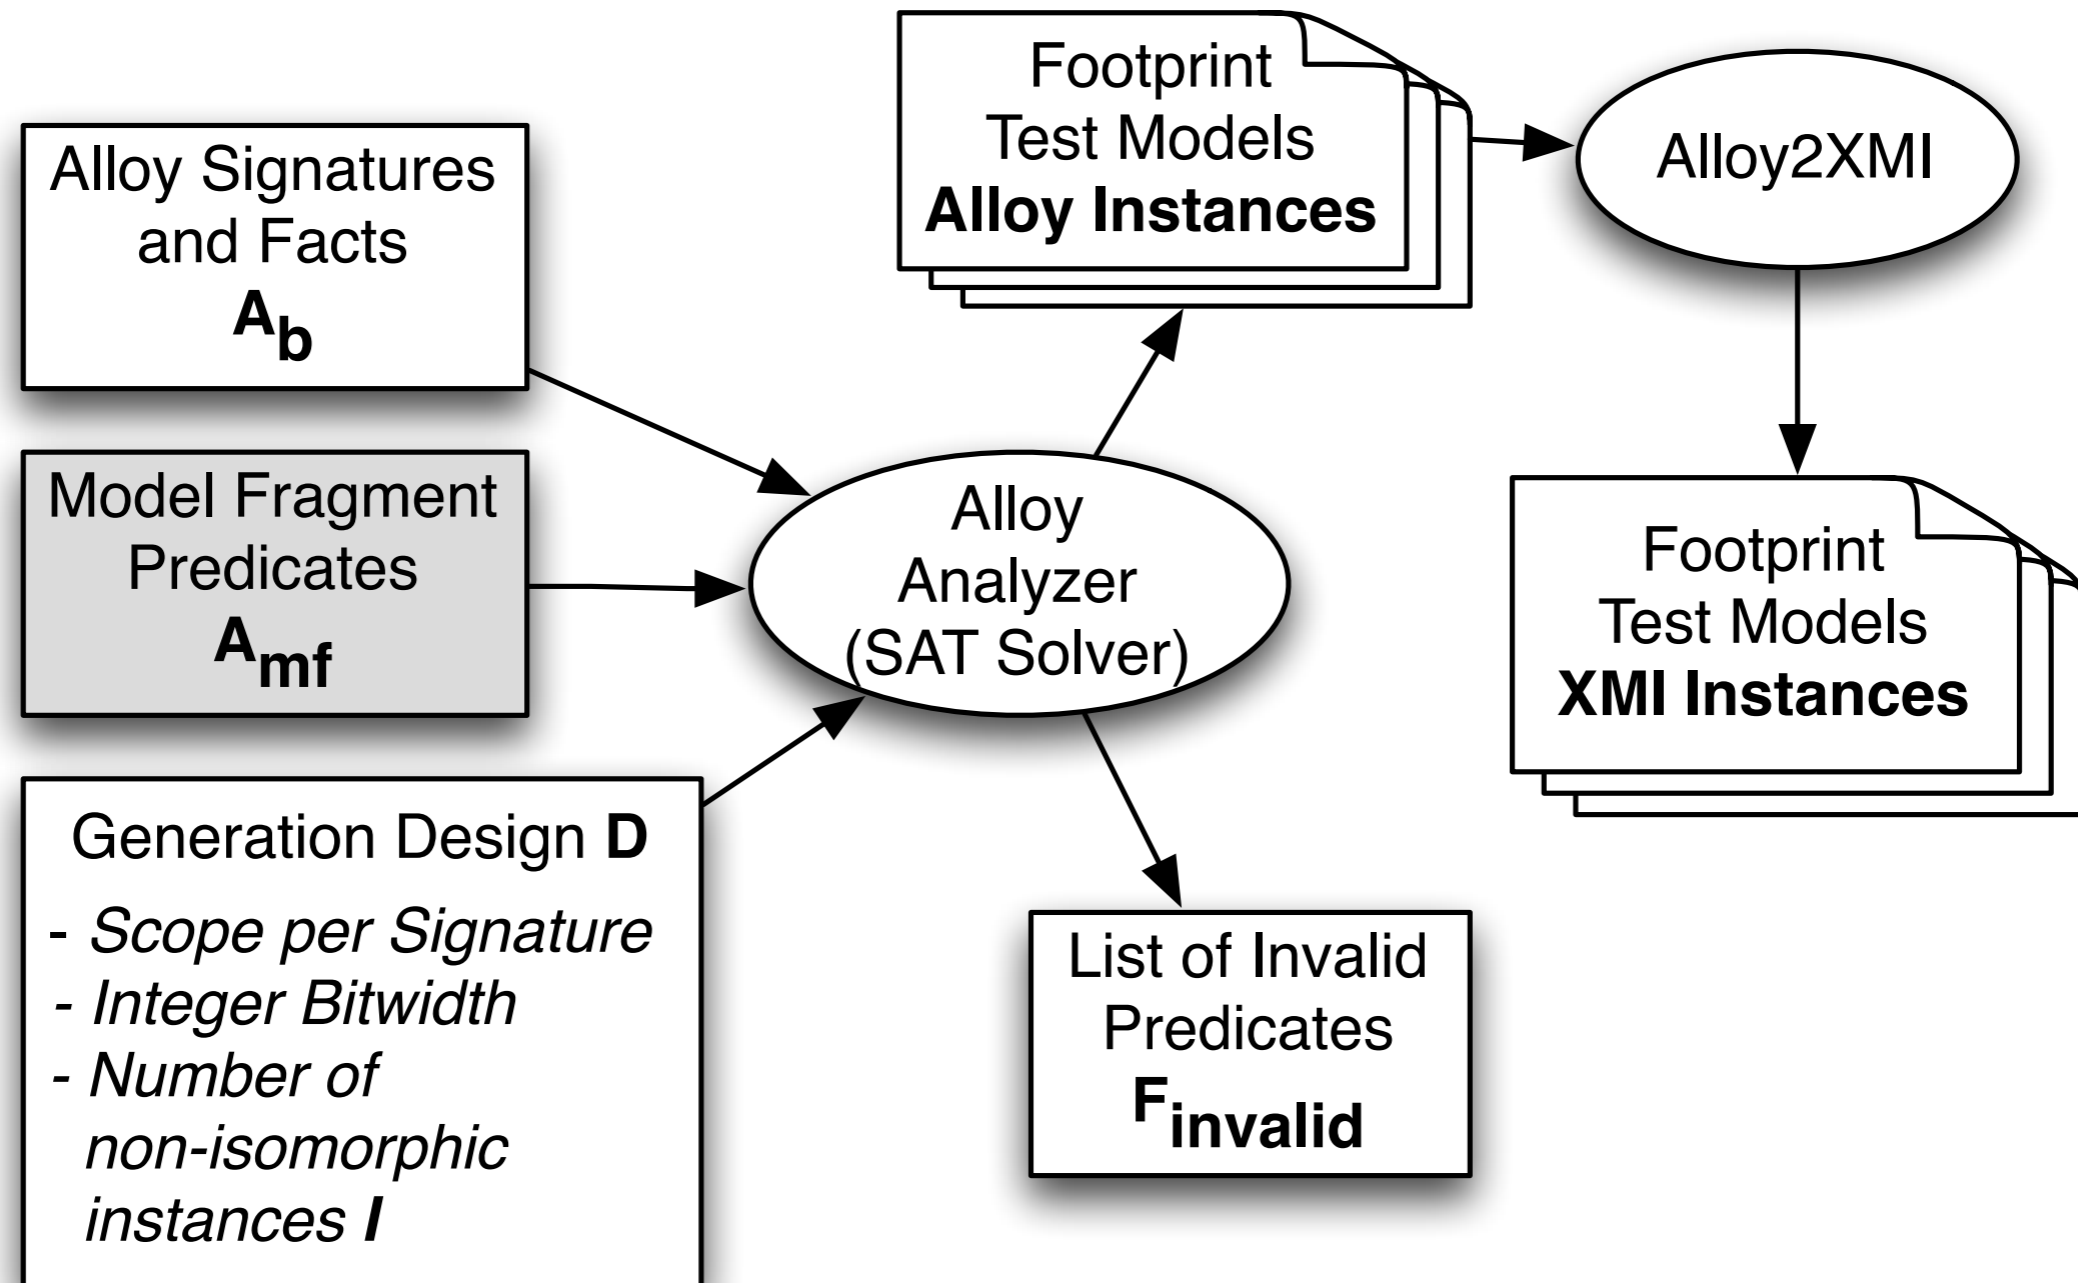 Alloy Signatures
and Facts
Ab
Model Fragment
Predicates
Amf
Generation Design D
- Scope per Signature
- Integer Bitwidth
- Number of
non-isomorphic
instances I
Alloy
Analyzer
(SAT Solver)
Footprint
Test Models
Alloy Instances
Alloy2XMI
Footprint
Test Models
XMI Instances
List of Invalid
Predicates
Finvalid